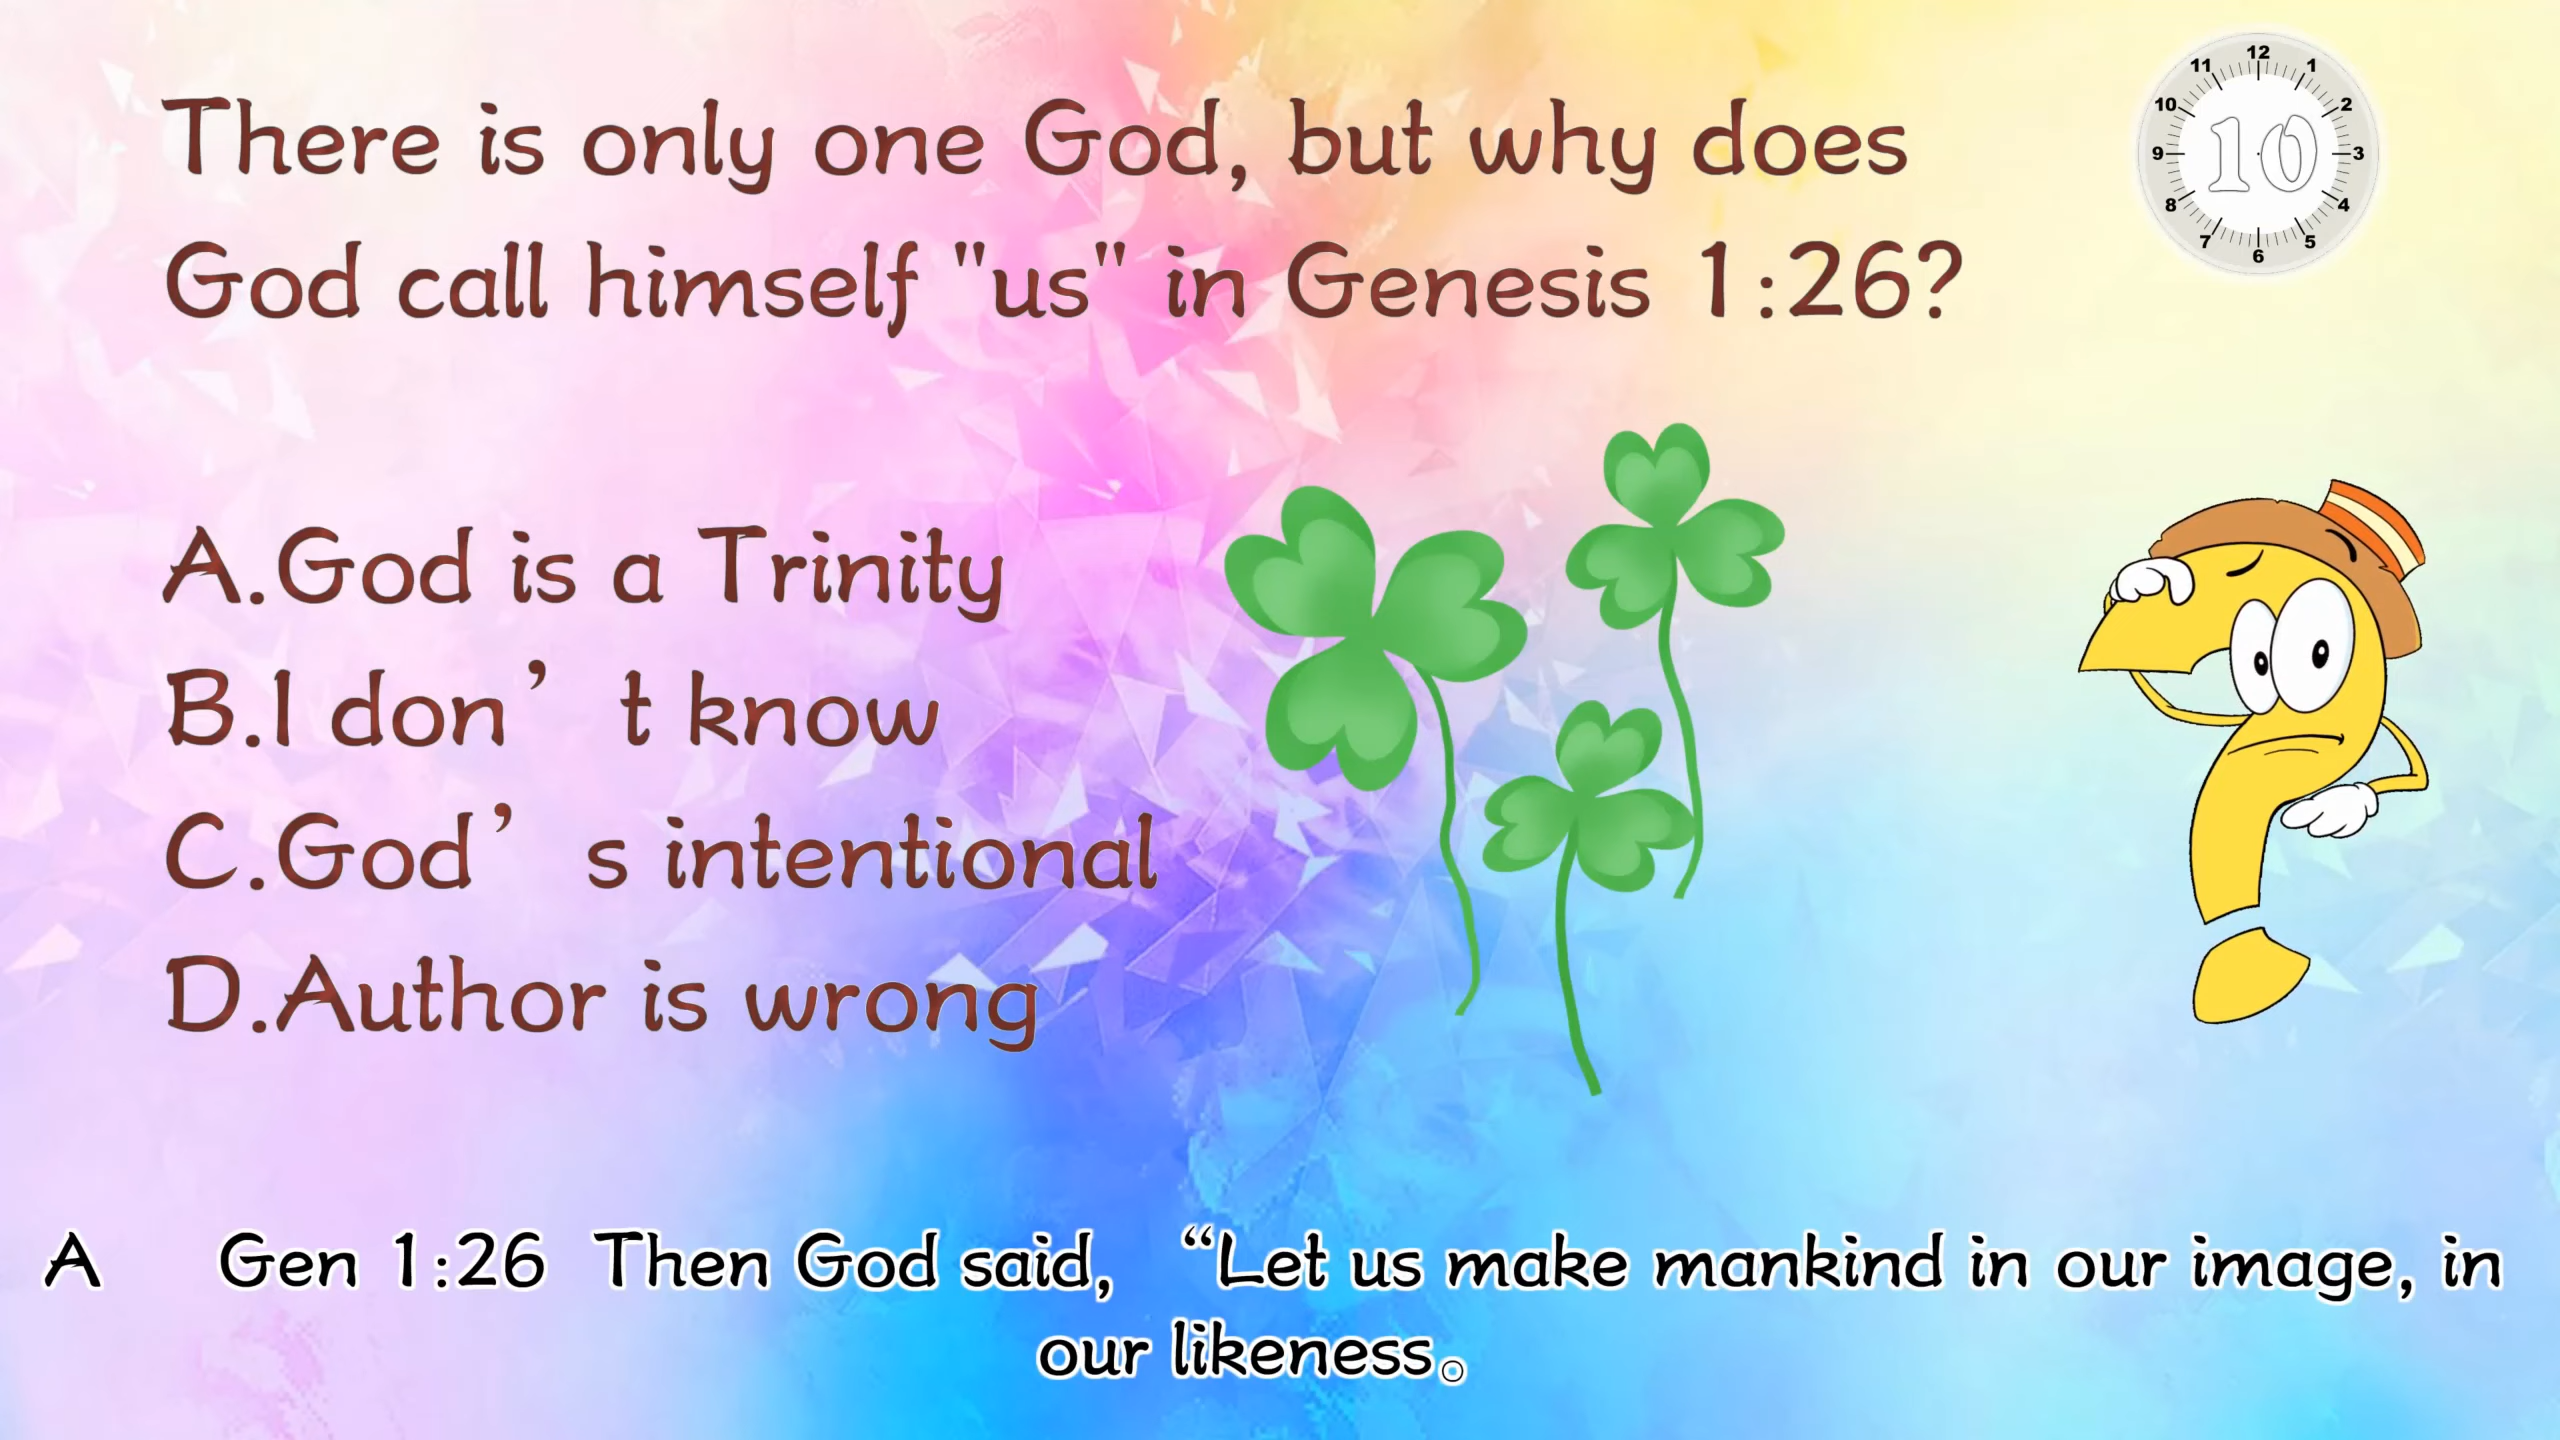 There is only one God, but why does
God call himself "us" in Genesis 1:26?
12
11 1
10 2
9 10 3
8 4
7 5
6
A.God is a Trinity
B.I don’t know
C.God’s intentional
D.Author is wrong
A Gen 1:26 Then God said, “Let us make mankind in our image, in
our likeness。